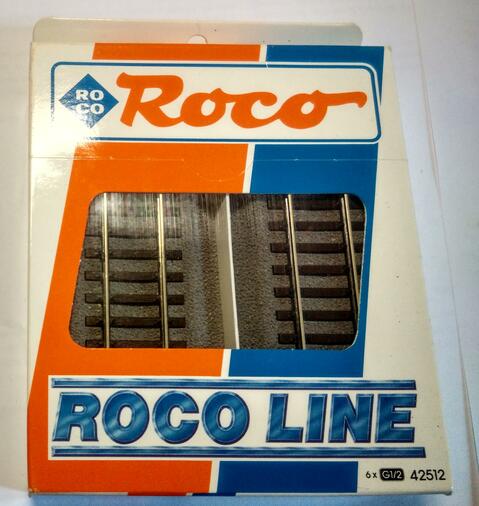 RO
CO
Roco
ROCO LINE
6x G1/2 42512